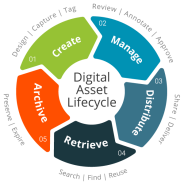 Digital
Asset
Lifecycle
01
Create
Design | Capture | Tag
02
Manage
Review | Annotate | Approve
03
Distribute
Share | Deliver
04
Retrieve
Search | Find | Reuse
05
Archive
Preserve | Expire